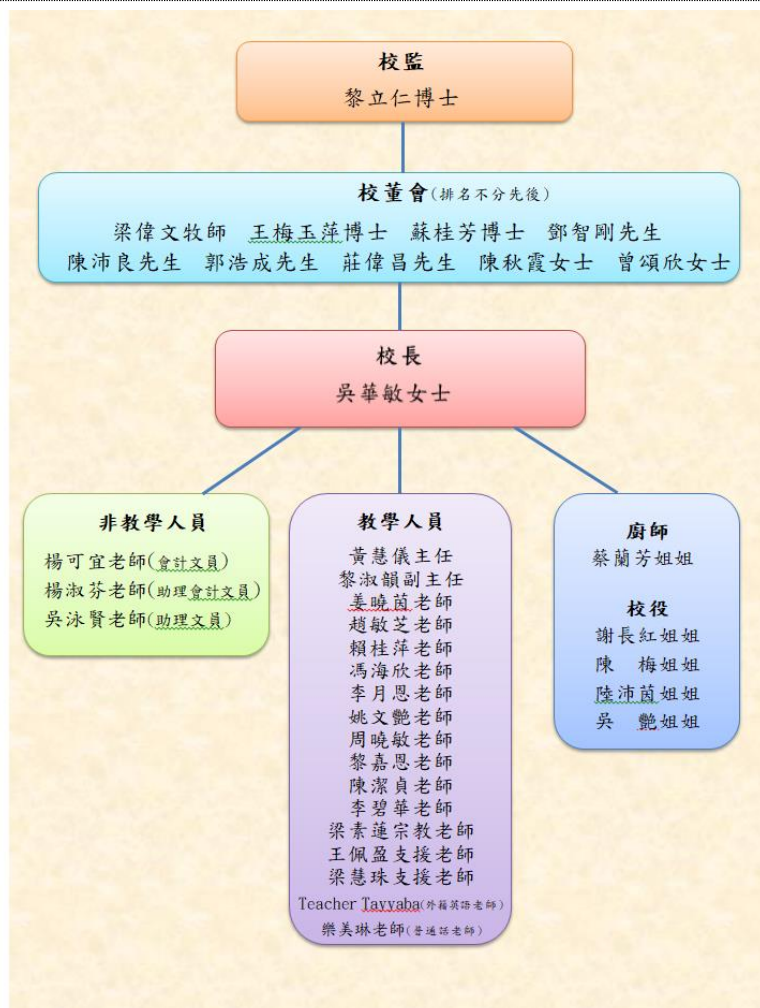 校監
黎立仁博士
校董會(排名不分先後)
梁偉文牧師 王梅玉萍博士 蘇桂芳博士 鄧智剛先生
陳沛良先生 郭浩成先生 莊偉昌先生 陳秋霞女士 曾頌欣女士
校長
吳華敏女士
非教學人員
楊可宜老師(會計文員)
楊淑芬老師(助理會計文員)
吳泳賢老師(助理文員)
教學人員
黃慧儀主任
黎淑韻副主任
姜曉茵老師
趙敏芝老師
賴桂萍老師
馮海欣老師
李月恩老師
姚文艷老師
周曉敏老師
黎嘉恩老師
陳潔貞老師
李碧華老師
梁素蓮宗教老師
王佩盈支援老師
梁慧珠支援老師
Teacher Tayyaba(外籍英語老師)
樂美琳老師(普通話老師)
廚師
蔡蘭芳姐姐
校役
謝長紅姐姐
陳 梅姐姐
陸沛茵姐姐
吳 艷姐姐